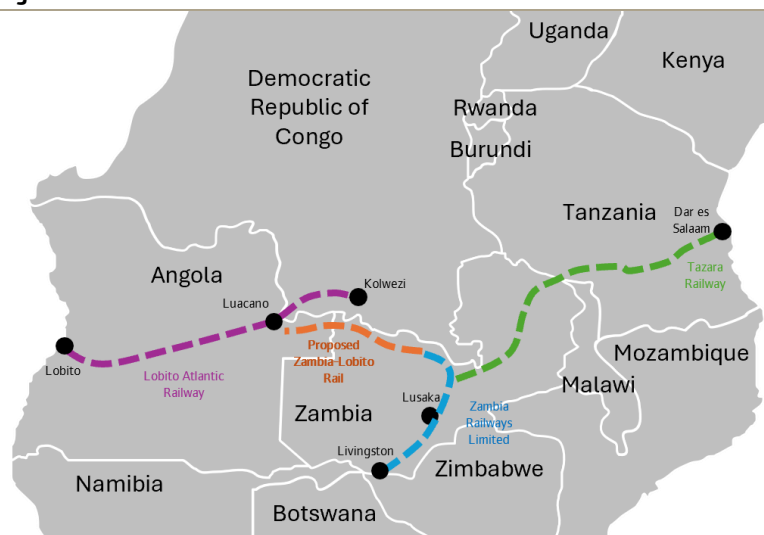 Uganda
Kenya
Democratic
Republic of
Congo
Rwanda
Burundi
Tanzania
Dar es
Salaam
Tazara
Railway
Angola
Kolwezi
Luacano
Lobito
Lobito Atlantic
Railway
Proposed
Zambia-Lobito
Rail
Mozambique
Malawi
Zambia
Lusaka
Zambia
Railways
Limited
Livingston
Zimbabwe
Namibia
Botswana